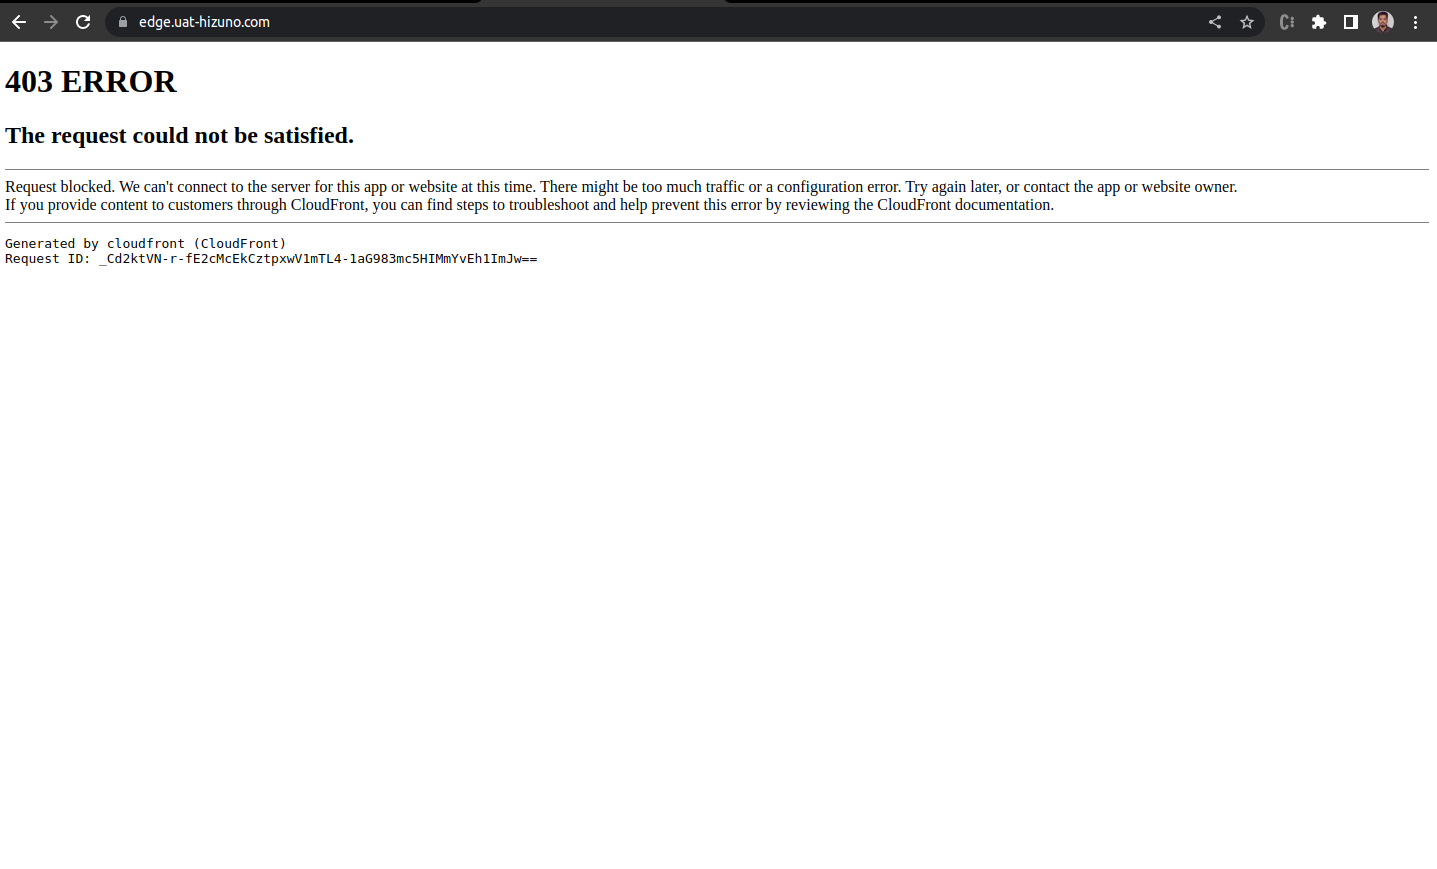 edge.uat-hizuno.com
403 ERROR
The request could not be satisfied.
Request blocked. We can't connect to the server for this app or website at this time. There might be too much traffic or a configuration error. Try again later, or contact the app or website owner.
If you provide content to customers through CloudFront, you can find steps to troubleshoot and help prevent this error by reviewing the CloudFront documentation.
Generated by cloudfront (CloudFront)
Request ID: _Cd2ktVN-r-fE2cMcEkCztpxwV1mTL4-1aG983mc5HIMmYvEh1ImJw==